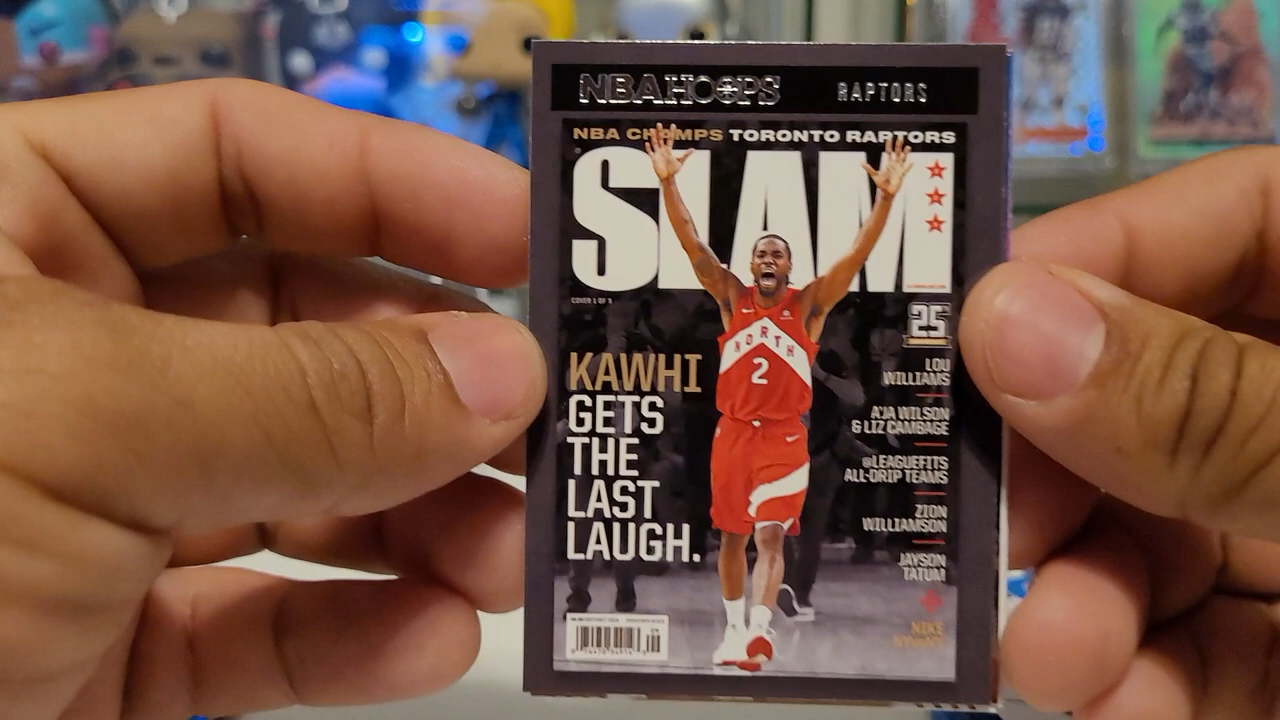 NBA HOOPS RAPTORS
NBA CHAMPS TORONTO RAPTORS
SLAM
COVER 1 OF 3
25
KAWHI
GETS
THE
LAST
LAUGH.
NORTH
2
LOU
WILLIAMS
A'JA WILSON
& LIZ CAMBAGE
@LEAGUEFITS
ALL-DRIP TEAMS
ZION
WILLIAMSON
JAYSON
TATUM
NIKE